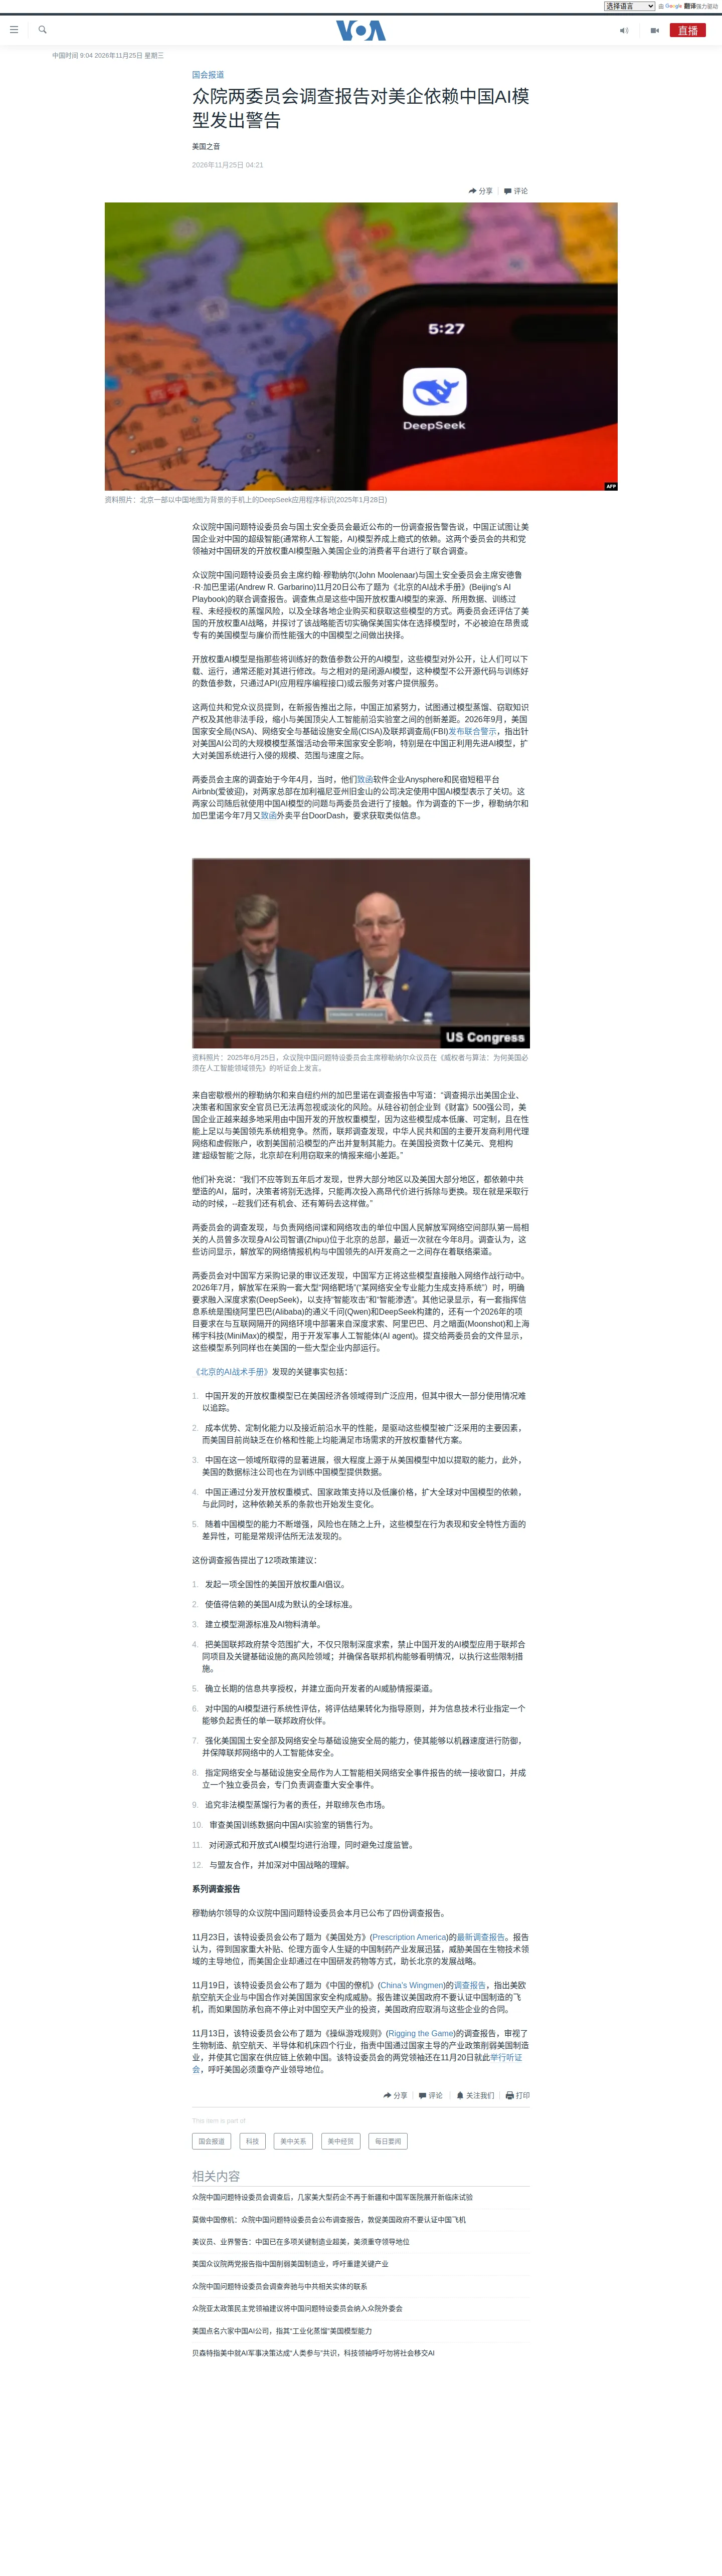 选择语言
由 Google 翻译强力驱动
VOA
直播
中国时间 9:04 2026年11月25日 星期三
国会报道
众院两委员会调查报告对美企依赖中国AI模
型发出警告
美国之音
2026年11月25日 04:21
分享
评论
5:27
DeepSeek
AFP
资料照片：北京一部以中国地图为背景的手机上的DeepSeek应用程序标识(2025年1月28日)
众议院中国问题特设委员会与国土安全委员会最近公布的一份调查报告警告说，中国正试图让美
国企业对中国的超级智能(通常称人工智能，AI)模型养成上瘾式的依赖。这两个委员会的共和党
领袖对中国研发的开放权重AI模型融入美国企业的消费者平台进行了联合调查。
众议院中国问题特设委员会主席约翰·穆勒纳尔(John Moolenaar)与国土安全委员会主席安德鲁
·R·加巴里诺(Andrew R. Garbarino)11月20日公布了题为《北京的AI战术手册》(Beijing's AI
Playbook)的联合调查报告。调查焦点是这些中国开放权重AI模型的来源、所用数据、训练过
程、未经授权的蒸馏风险，以及全球各地企业购买和获取这些模型的方式。两委员会还评估了美
国的开放权重AI战略，并探讨了该战略能否切实确保美国实体在选择模型时，不必被迫在昂贵或
专有的美国模型与廉价而性能强大的中国模型之间做出抉择。
开放权重AI模型是指那些将训练好的数值参数公开的AI模型，这些模型对外公开，让人们可以下
载、运行，通常还能对其进行修改。与之相对的是闭源AI模型，这种模型不公开源代码与训练好
的数值参数，只通过API(应用程序编程接口)或云服务对客户提供服务。
这两位共和党众议员提到，在新报告推出之际，中国正加紧努力，试图通过模型蒸馏、窃取知识
产权及其他非法手段，缩小与美国顶尖人工智能前沿实验室之间的创新差距。2026年9月，美国
国家安全局(NSA)、网络安全与基础设施安全局(CISA)及联邦调查局(FBI)发布联合警示，指出针
对美国AI公司的大规模模型蒸馏活动会带来国家安全影响，特别是在中国正利用先进AI模型，扩
大对美国系统进行入侵的规模、范围与速度之际。
两委员会主席的调查始于今年4月，当时，他们致函软件企业Anysphere和民宿短租平台
Airbnb(爱彼迎)，对两家总部在加利福尼亚州旧金山的公司决定使用中国AI模型表示了关切。这
两家公司随后就使用中国AI模型的问题与两委员会进行了接触。作为调查的下一步，穆勒纳尔和
加巴里诺今年7月又致函外卖平台DoorDash，要求获取类似信息。
US Congress
资料照片：2025年6月25日，众议院中国问题特设委员会主席穆勒纳尔众议员在《威权者与算法：为何美国必
须在人工智能领域领先》的听证会上发言。
来自密歇根州的穆勒纳尔和来自纽约州的加巴里诺在调查报告中写道：“调查揭示出美国企业、
决策者和国家安全官员已无法再忽视或淡化的风险。从硅谷初创企业到《财富》500强公司，美
国企业正越来越多地采用由中国开发的开放权重模型，因为这些模型成本低廉、可定制，且在性
能上足以与美国领先系统相竞争。然而，联邦调查发现，中华人民共和国的主要开发商利用代理
网络和虚假账户，收割美国前沿模型的产出并复制其能力。在美国投资数十亿美元、竞相构
建‘超级智能’之际，北京却在利用窃取来的情报来缩小差距。”
他们补充说：“我们不应等到五年后才发现，世界大部分地区以及美国大部分地区，都依赖中共
塑造的AI，届时，决策者将别无选择，只能再次投入高昂代价进行拆除与更换。现在就是采取行
动的时候，--趁我们还有机会、还有筹码去这样做。”
两委员会的调查发现，与负责网络间谍和网络攻击的单位中国人民解放军网络空间部队第一局相
关的人员曾多次现身AI公司智谱(Zhipu)位于北京的总部，最近一次就在今年8月。调查认为，这
些访问显示，解放军的网络情报机构与中国领先的AI开发商之一之间存在着联络渠道。
两委员会对中国军方采购记录的审议还发现，中国军方正将这些模型直接融入网络作战行动中。
2026年7月，解放军在采购一套大型“网络靶场”(“某网络安全专业能力生成支持系统”）时，明确
要求融入深度求索(DeepSeek)，以支持“智能攻击”和“智能渗透”。其他记录显示，有一套指挥信
息系统是围绕阿里巴巴(Alibaba)的通义千问(Qwen)和DeepSeek构建的，还有一个2026年的项
目要求在与互联网隔开的网络环境中部署来自深度求索、阿里巴巴、月之暗面(Moonshot)和上海
稀宇科技(MiniMax)的模型，用于开发军事人工智能体(AI agent)。提交给两委员会的文件显示，
这些模型系列同样也在美国的一些大型企业内部运行。
《北京的AI战术手册》发现的关键事实包括：
1. 中国开发的开放权重模型已在美国经济各领域得到广泛应用，但其中很大一部分使用情况难
以追踪。
2. 成本优势、定制化能力以及接近前沿水平的性能，是驱动这些模型被广泛采用的主要因素，
而美国目前尚缺乏在价格和性能上均能满足市场需求的开放权重替代方案。
3. 中国在这一领域所取得的显著进展，很大程度上源于从美国模型中加以提取的能力，此外，
美国的数据标注公司也在为训练中国模型提供数据。
4. 中国正通过分发开放权重模式、国家政策支持以及低廉价格，扩大全球对中国模型的依赖，
与此同时，这种依赖关系的条款也开始发生变化。
5. 随着中国模型的能力不断增强，风险也在随之上升，这些模型在行为表现和安全特性方面的
差异性，可能是常规评估所无法发现的。
这份调查报告提出了12项政策建议：
1. 发起一项全国性的美国开放权重AI倡议。
2. 使值得信赖的美国AI成为默认的全球标准。
3. 建立模型溯源标准及AI物料清单。
4. 把美国联邦政府禁令范围扩大，不仅只限制深度求索，禁止中国开发的AI模型应用于联邦合
同项目及关键基础设施的高风险领域；并确保各联邦机构能够看明情况，以执行这些限制措
施。
5. 确立长期的信息共享授权，并建立面向开发者的AI威胁情报渠道。
6. 对中国的AI模型进行系统性评估，将评估结果转化为指导原则，并为信息技术行业指定一个
能够负起责任的单一联邦政府伙伴。
7. 强化美国国土安全部及网络安全与基础设施安全局的能力，使其能够以机器速度进行防御，
并保障联邦网络中的人工智能体安全。
8. 指定网络安全与基础设施安全局作为人工智能相关网络安全事件报告的统一接收窗口，并成
立一个独立委员会，专门负责调查重大安全事件。
9. 追究非法模型蒸馏行为者的责任，并取缔灰色市场。
10. 审查美国训练数据向中国AI实验室的销售行为。
11. 对闭源式和开放式AI模型均进行治理，同时避免过度监管。
12. 与盟友合作，并加深对中国战略的理解。
系列调查报告
穆勒纳尔领导的众议院中国问题特设委员会本月已公布了四份调查报告。
11月23日，该特设委员会公布了题为《美国处方》(Prescription America)的最新调查报告。报告
认为，得到国家重大补贴、伦理方面令人生疑的中国制药产业发展迅猛，威胁美国在生物技术领
域的主导地位，而美国企业却通过在中国研发药物等方式，助长北京的发展战略。
11月19日，该特设委员会公布了题为《中国的僚机》(China's Wingmen)的调查报告，指出美欧
航空航天企业与中国合作对美国国家安全构成威胁。报告建议美国政府不要认证中国制造的飞
机，而如果国防承包商不停止对中国空天产业的投资，美国政府应取消与这些企业的合同。
11月13日，该特设委员会公布了题为《操纵游戏规则》(Rigging the Game)的调查报告，审视了
生物制造、航空航天、半导体和机床四个行业，指责中国通过国家主导的产业政策削弱美国制造
业，并使其它国家在供应链上依赖中国。该特设委员会的两党领袖还在11月20日就此举行听证
会，呼吁美国必须重夺产业领导地位。
分享
评论
关注我们
打印
This item is part of
国会报道
科技
美中关系
美中经贸
每日要闻
相关内容
众院中国问题特设委员会调查后，几家美大型药企不再于新疆和中国军医院展开新临床试验
莫做中国僚机：众院中国问题特设委员会公布调查报告，敦促美国政府不要认证中国飞机
美议员、业界警告：中国已在多项关键制造业超美，美须重夺领导地位
美国众议院两党报告指中国削弱美国制造业，呼吁重建关键产业
众院中国问题特设委员会调查奔驰与中共相关实体的联系
众院亚太政策民主党领袖建议将中国问题特设委员会纳入众院外委会
美国点名六家中国AI公司，指其“工业化蒸馏”美国模型能力
贝森特指美中就AI军事决策达成“人类参与”共识，科技领袖呼吁勿将社会移交AI